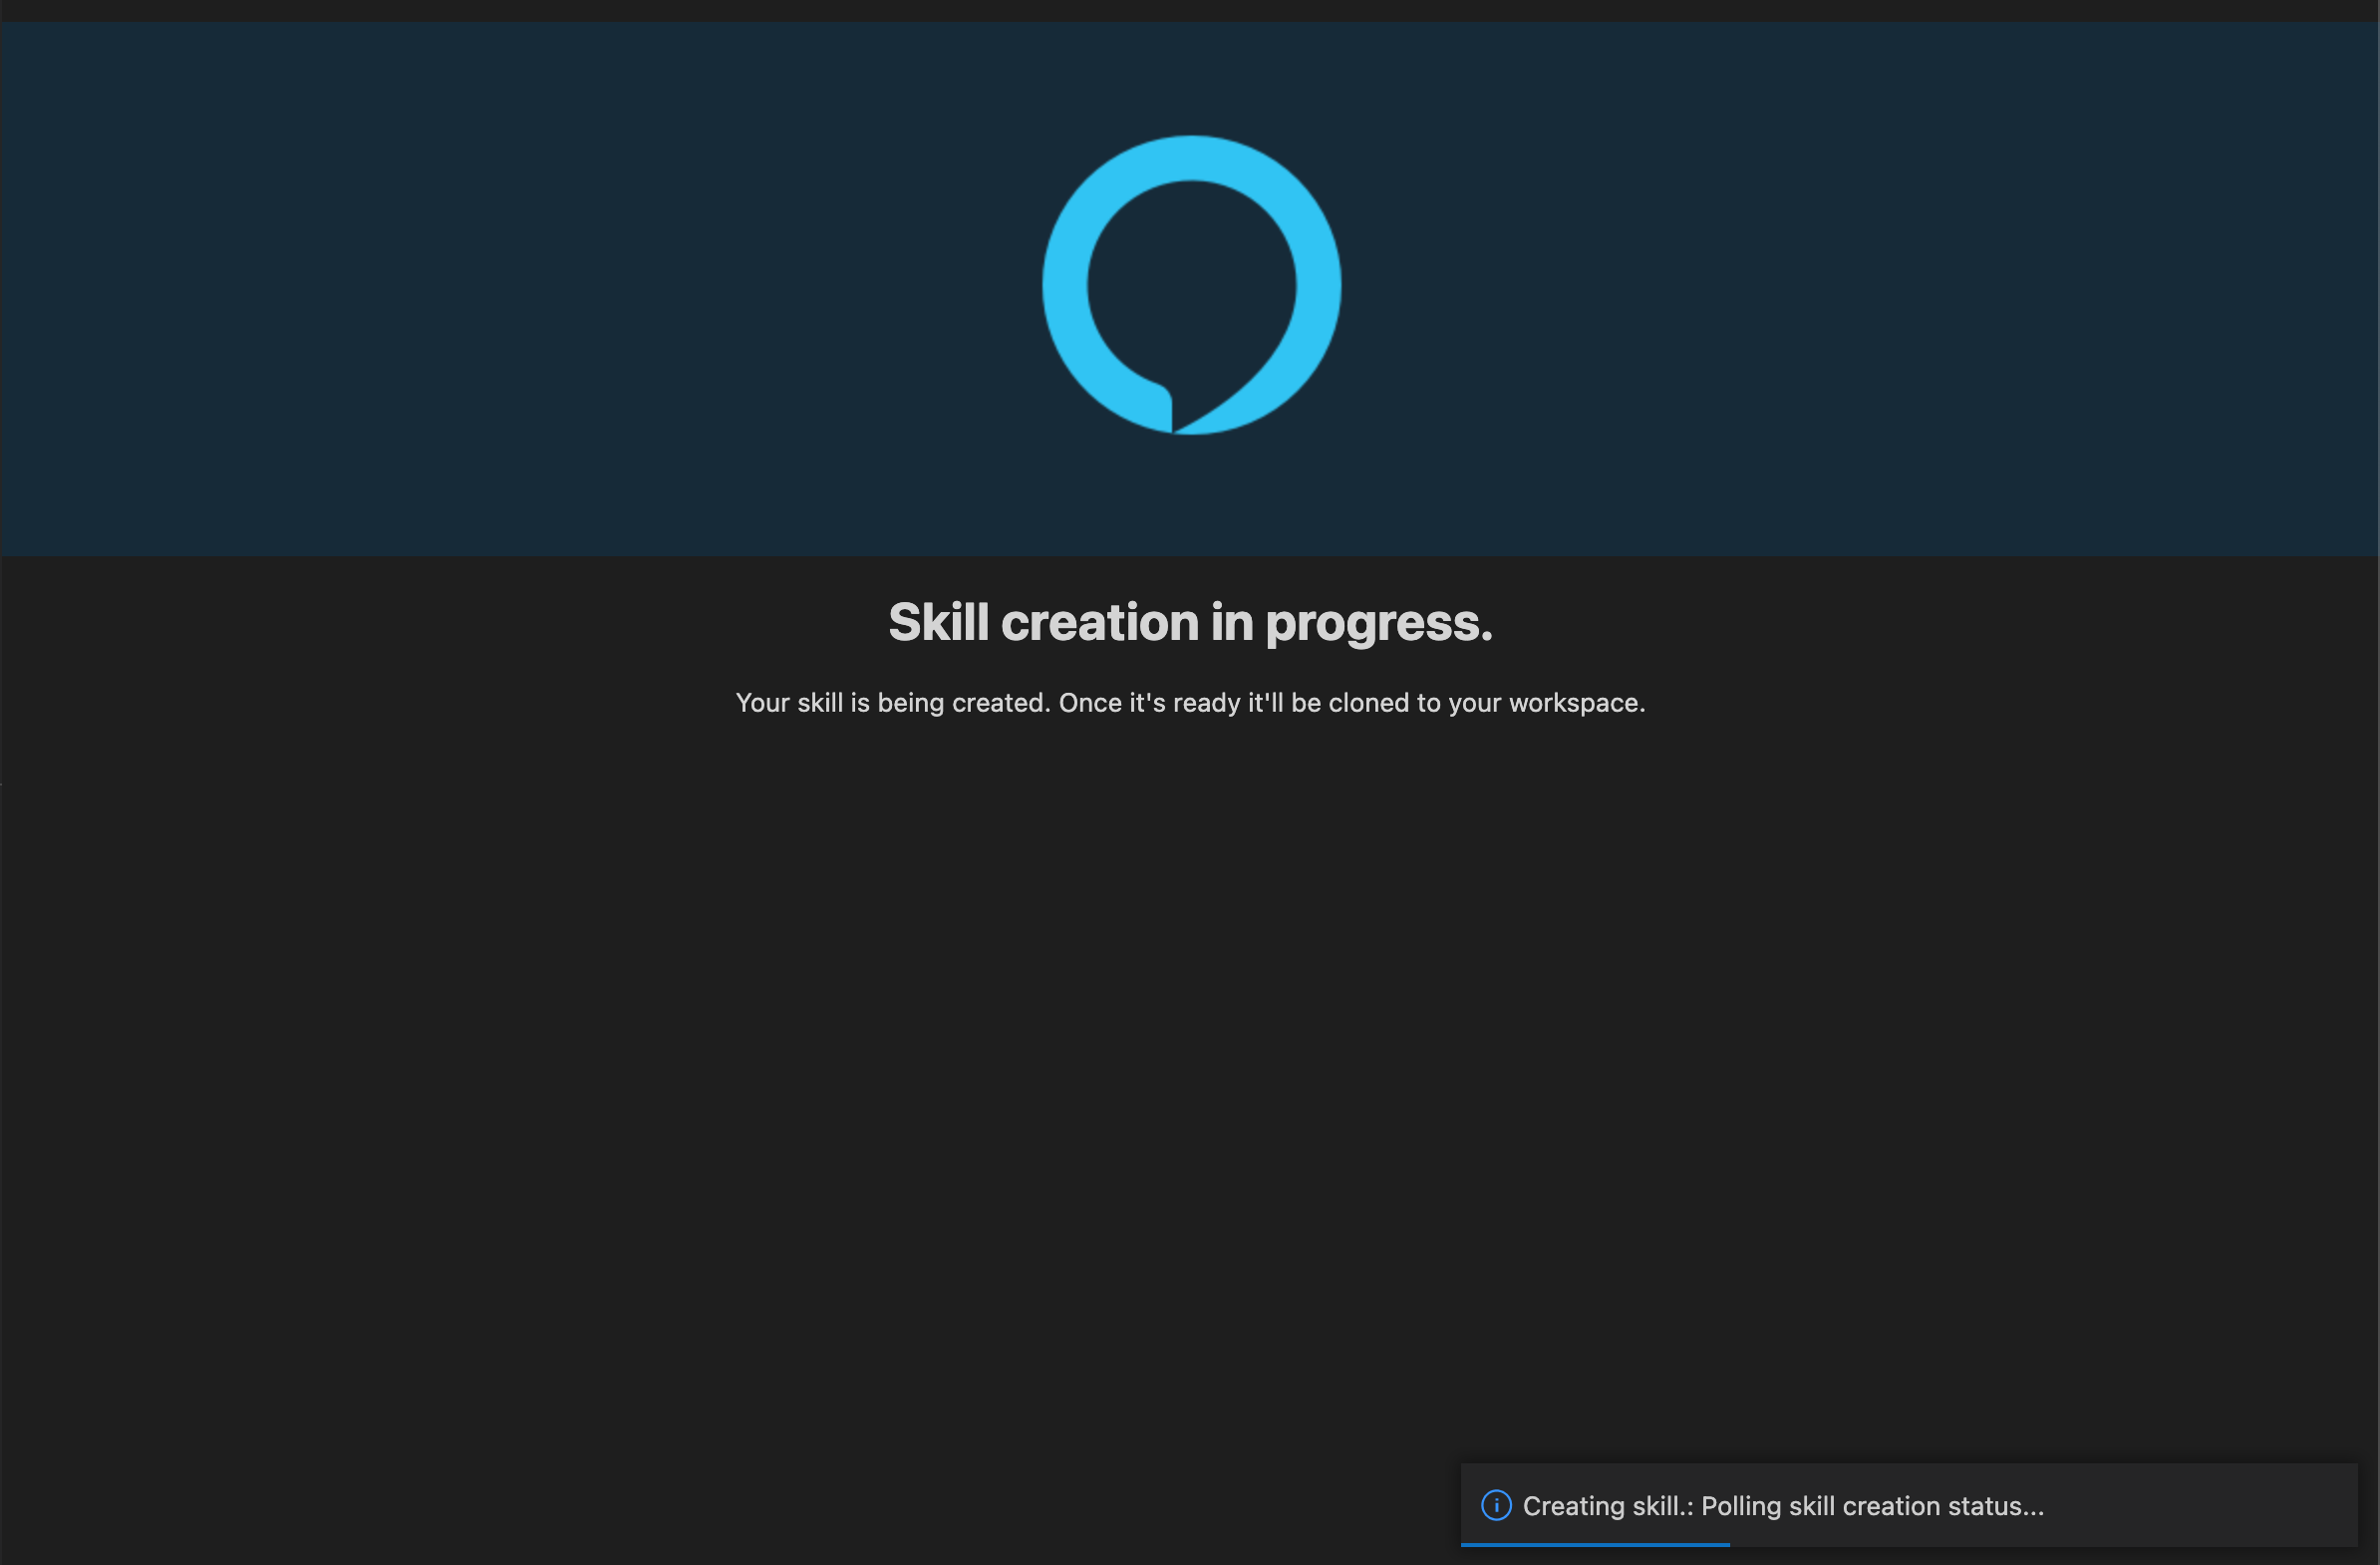 Skill creation in progress.
Your skill is being created. Once it's ready it'll be cloned to your workspace.
Creating skill.: Polling skill creation status...